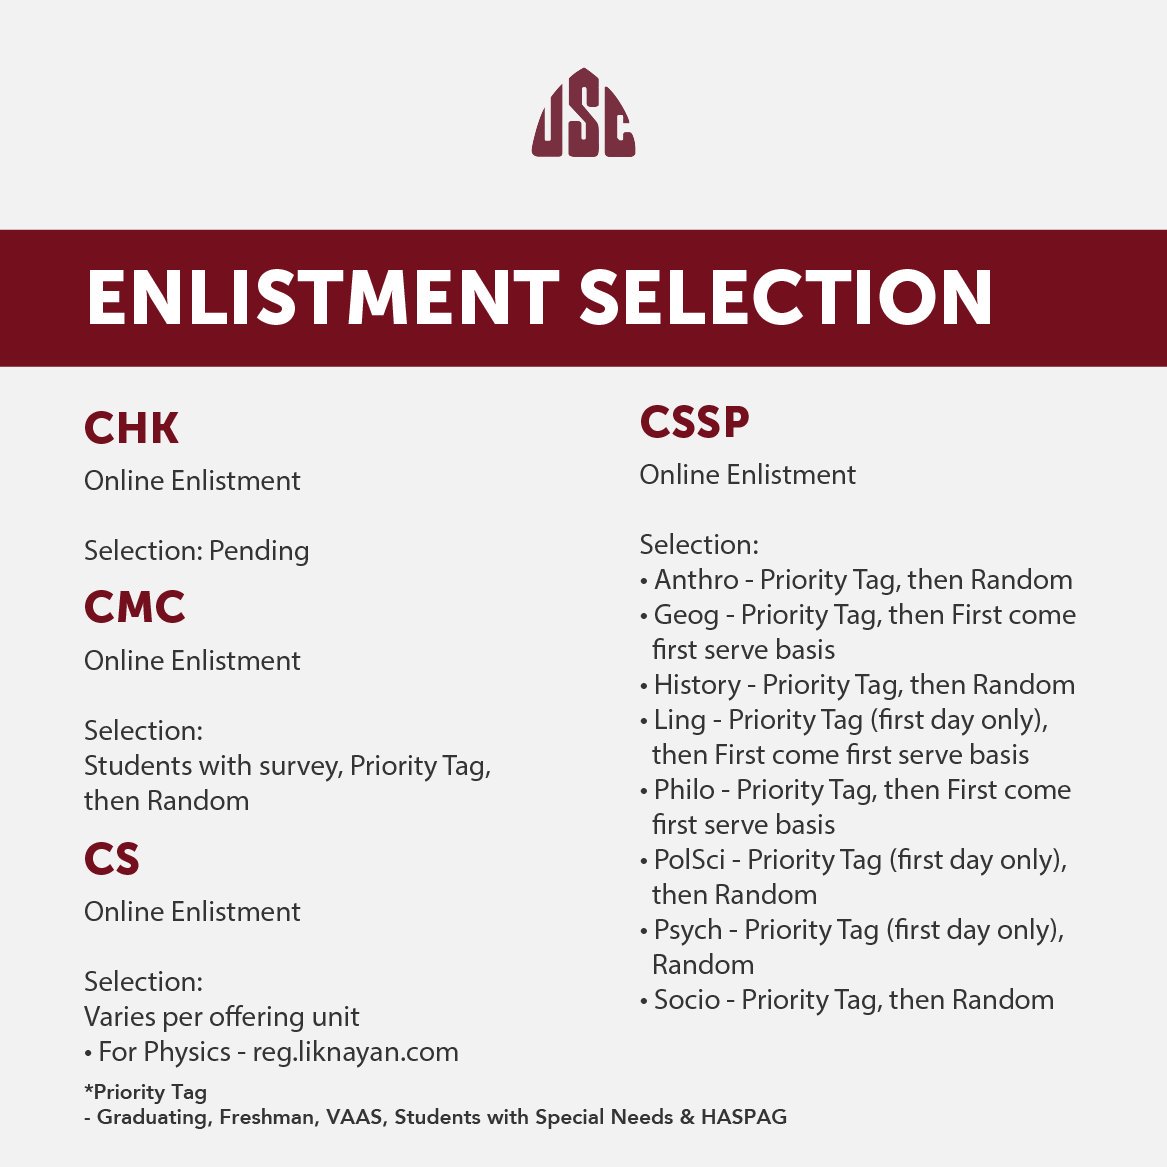 USC
ENLISTMENT SELECTION
CHK
Online Enlistment
Selection: Pending
CMC
Online Enlistment
Selection:
Students with survey, Priority Tag,
then Random
CS
Online Enlistment
Selection:
Varies per offering unit
• For Physics - reg.liknayan.com
CSSP
Online Enlistment
Selection:
• Anthro - Priority Tag, then Random
• Geog - Priority Tag, then First come
first serve basis
• History - Priority Tag, then Random
• Ling - Priority Tag (first day only),
then First come first serve basis
• Philo - Priority Tag, then First come
first serve basis
• PolSci - Priority Tag (first day only),
then Random
• Psych - Priority Tag (first day only),
Random
• Socio - Priority Tag, then Random
*Priority Tag
- Graduating, Freshman, VAAS, Students with Special Needs & HASPAG